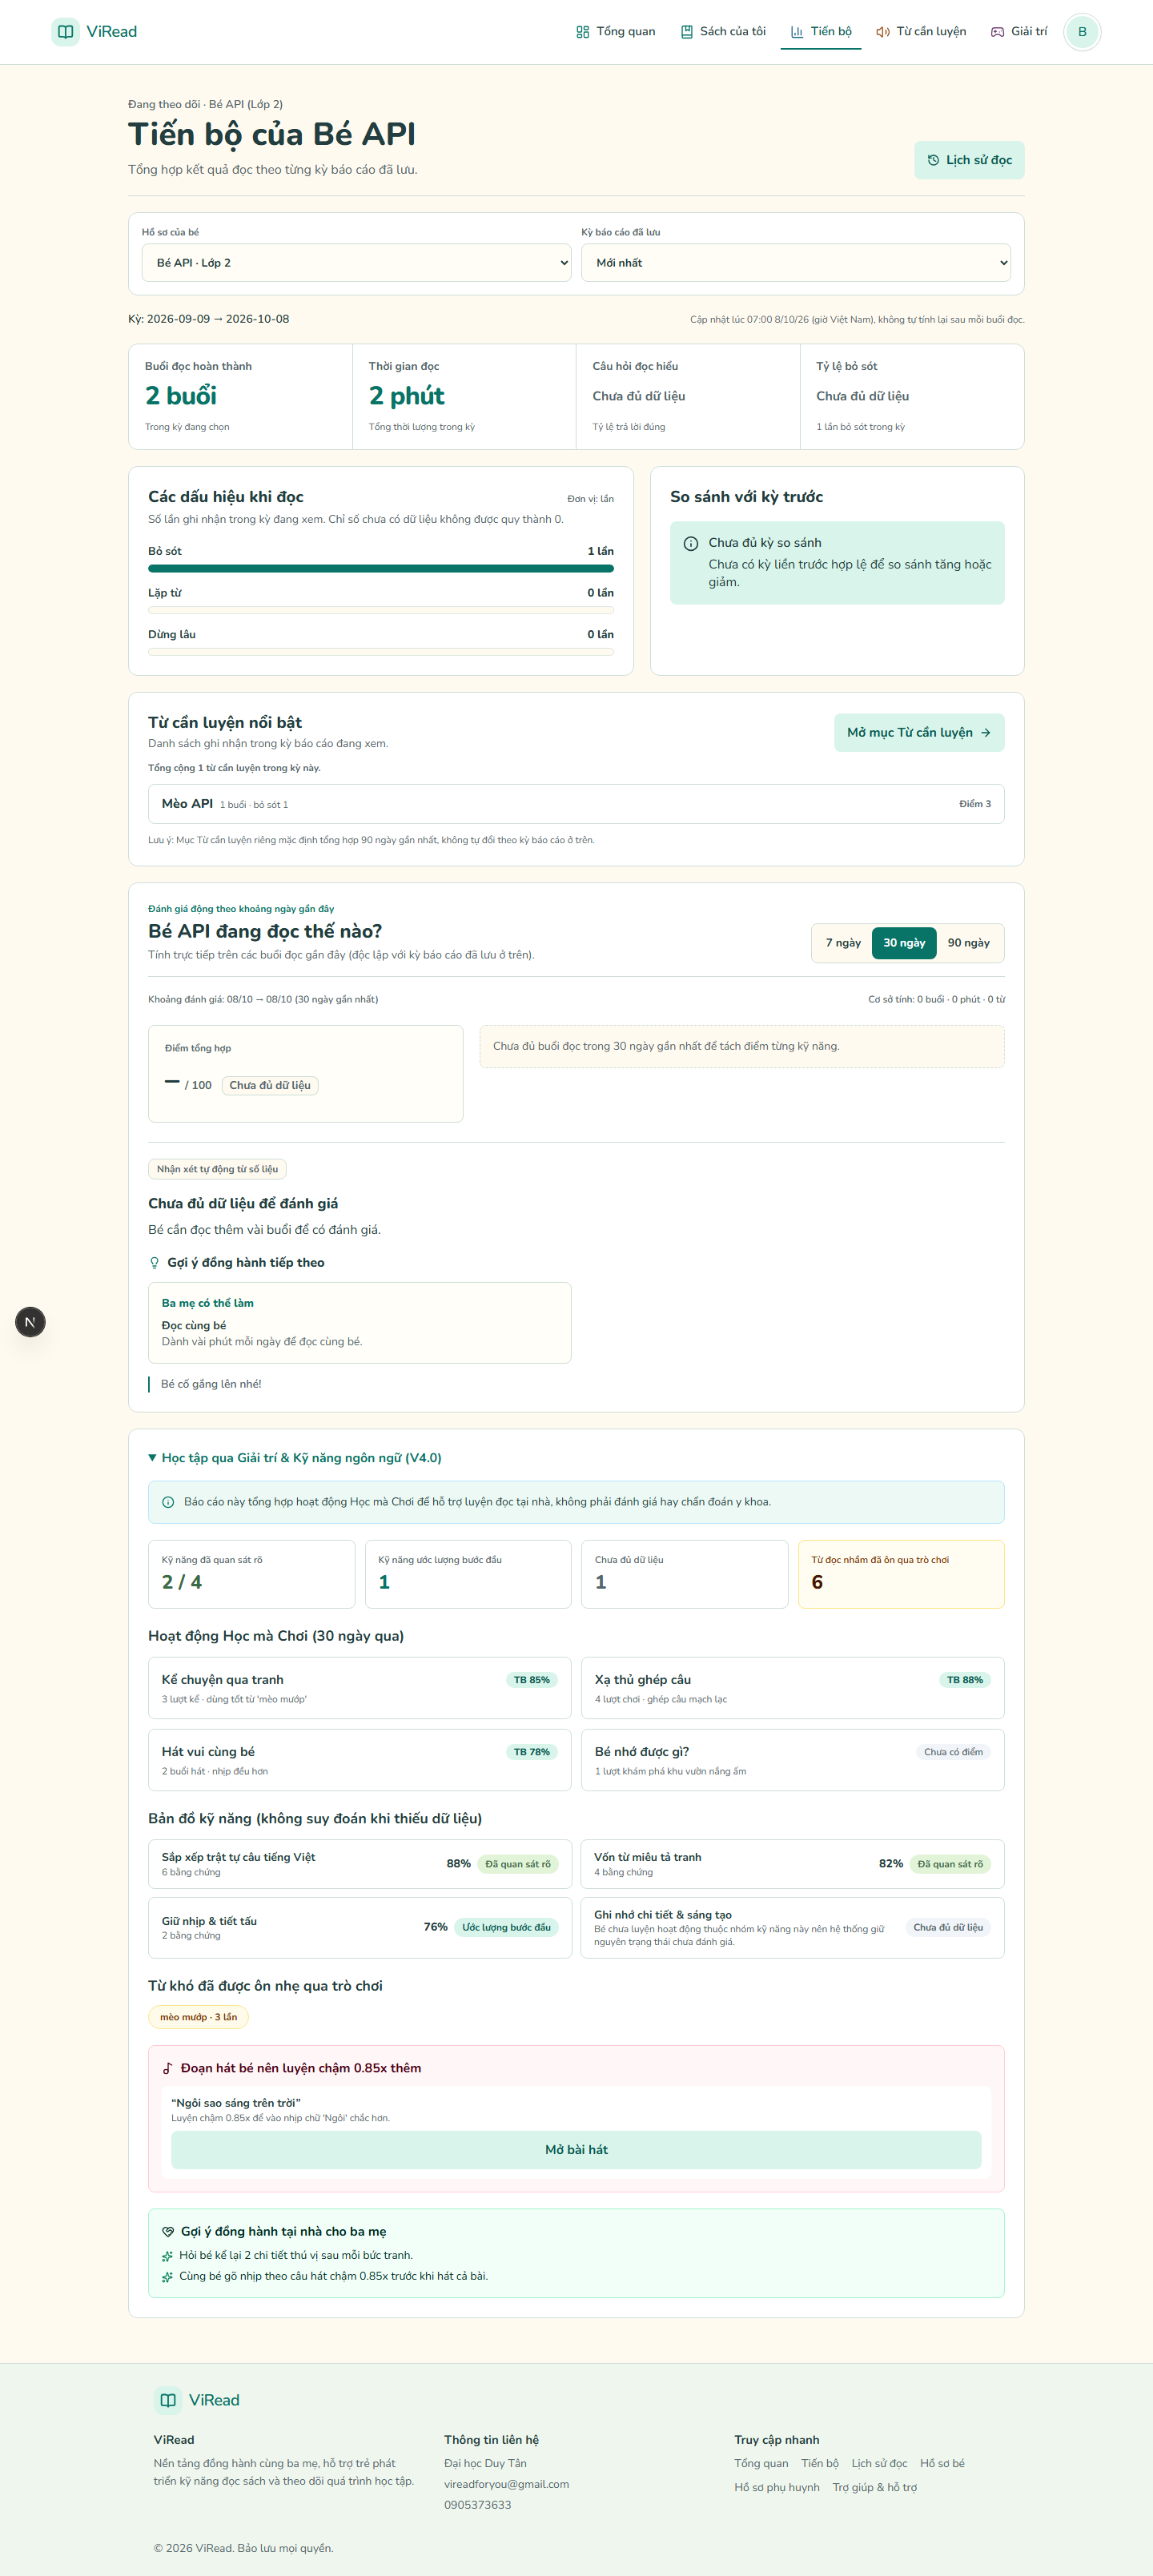 ViRead
Tổng quan
Sách của tôi
Tiến bộ
Từ cần luyện
Giải trí
B
Đang theo dõi · Bé API (Lớp 2)
Tiến bộ của Bé API
Tổng hợp kết quả đọc theo từng kỳ báo cáo đã lưu.
Lịch sử đọc
Hồ sơ của bé
Kỳ báo cáo đã lưu
Bé API · Lớp 2
Mới nhất
Kỳ: 2026-09-09 → 2026-10-08
Cập nhật lúc 07:00 8/10/26 (giờ Việt Nam), không tự tính lại sau mỗi buổi đọc.
Buổi đọc hoàn thành
2 buổi
Trong kỳ đang chọn
Thời gian đọc
2 phút
Tổng thời lượng trong kỳ
Câu hỏi đọc hiểu
Chưa đủ dữ liệu
Tỷ lệ trả lời đúng
Tỷ lệ bỏ sót
Chưa đủ dữ liệu
1 lần bỏ sót trong kỳ
Các dấu hiệu khi đọc
Đơn vị: lần
Số lần ghi nhận trong kỳ đang xem. Chỉ số chưa có dữ liệu không được quy thành 0.
Bỏ sót
1 lần
Lặp từ
0 lần
Dừng lâu
0 lần
So sánh với kỳ trước
Chưa đủ kỳ so sánh
Chưa có kỳ liền trước hợp lệ để so sánh tăng hoặc
giảm.
Từ cần luyện nổi bật
Danh sách ghi nhận trong kỳ báo cáo đang xem.
Mở mục Từ cần luyện →
Tổng cộng 1 từ cần luyện trong kỳ này.
Mèo API 1 buổi · bỏ sót 1
Điểm 3
Lưu ý: Mục Từ cần luyện riêng mặc định tổng hợp 90 ngày gần nhất, không tự đổi theo kỳ báo cáo ở trên.
Đánh giá động theo khoảng ngày gần đây
Bé API đang đọc thế nào?
Tính trực tiếp trên các buổi đọc gần đây (độc lập với kỳ báo cáo đã lưu ở trên).
7 ngày
30 ngày
90 ngày
Khoảng đánh giá: 08/10 → 08/10 (30 ngày gần nhất)
Cơ sở tính: 0 buổi · 0 phút · 0 từ
Điểm tổng hợp
— / 100 Chưa đủ dữ liệu
Chưa đủ buổi đọc trong 30 ngày gần nhất để tách điểm từng kỹ năng.
Nhận xét tự động từ số liệu
Chưa đủ dữ liệu để đánh giá
Bé cần đọc thêm vài buổi để có đánh giá.
Gợi ý đồng hành tiếp theo
Ba mẹ có thể làm
Đọc cùng bé
Dành vài phút mỗi ngày để đọc cùng bé.
Bé cố gắng lên nhé!
N
▼ Học tập qua Giải trí & Kỹ năng ngôn ngữ (V4.0)
Báo cáo này tổng hợp hoạt động Học mà Chơi để hỗ trợ luyện đọc tại nhà, không phải đánh giá hay chẩn đoán y khoa.
Kỹ năng đã quan sát rõ
2 / 4
Kỹ năng ước lượng bước đầu
1
Chưa đủ dữ liệu
1
Từ đọc nhầm đã ôn qua trò chơi
6
Hoạt động Học mà Chơi (30 ngày qua)
Kể chuyện qua tranh
TB 85%
3 lượt kể · dùng tốt từ 'mèo mướp'
Xạ thủ ghép câu
TB 88%
4 lượt chơi · ghép câu mạch lạc
Hát vui cùng bé
TB 78%
2 buổi hát · nhịp đều hơn
Bé nhớ được gì?
Chưa có điểm
1 lượt khám phá khu vườn nắng ấm
Bản đồ kỹ năng (không suy đoán khi thiếu dữ liệu)
Sắp xếp trật tự câu tiếng Việt
6 bằng chứng
88% Đã quan sát rõ
Vốn từ miêu tả tranh
4 bằng chứng
82% Đã quan sát rõ
Giữ nhịp & tiết tấu
2 bằng chứng
76% Ước lượng bước đầu
Ghi nhớ chi tiết & sáng tạo
Bé chưa luyện hoạt động thuộc nhóm kỹ năng này nên hệ thống giữ
nguyên trạng thái chưa đánh giá.
Chưa đủ dữ liệu
Từ khó đã được ôn nhẹ qua trò chơi
mèo mướp · 3 lần
Đoạn hát bé nên luyện chậm 0.85x thêm
“Ngôi sao sáng trên trời”
Luyện chậm 0.85x để vào nhịp chữ 'Ngôi' chắc hơn.
Mở bài hát
Gợi ý đồng hành tại nhà cho ba mẹ
Hỏi bé kể lại 2 chi tiết thú vị sau mỗi bức tranh.
Cùng bé gõ nhịp theo câu hát chậm 0.85x trước khi hát cả bài.
ViRead
ViRead
Nền tảng đồng hành cùng ba mẹ, hỗ trợ trẻ phát
triển kỹ năng đọc sách và theo dõi quá trình học tập.
Thông tin liên hệ
Đại học Duy Tân
vireadforyou@gmail.com
0905373633
Truy cập nhanh
Tổng quan Tiến bộ Lịch sử đọc Hồ sơ bé
Hồ sơ phụ huynh Trợ giúp & hỗ trợ
© 2026 ViRead. Bảo lưu mọi quyền.